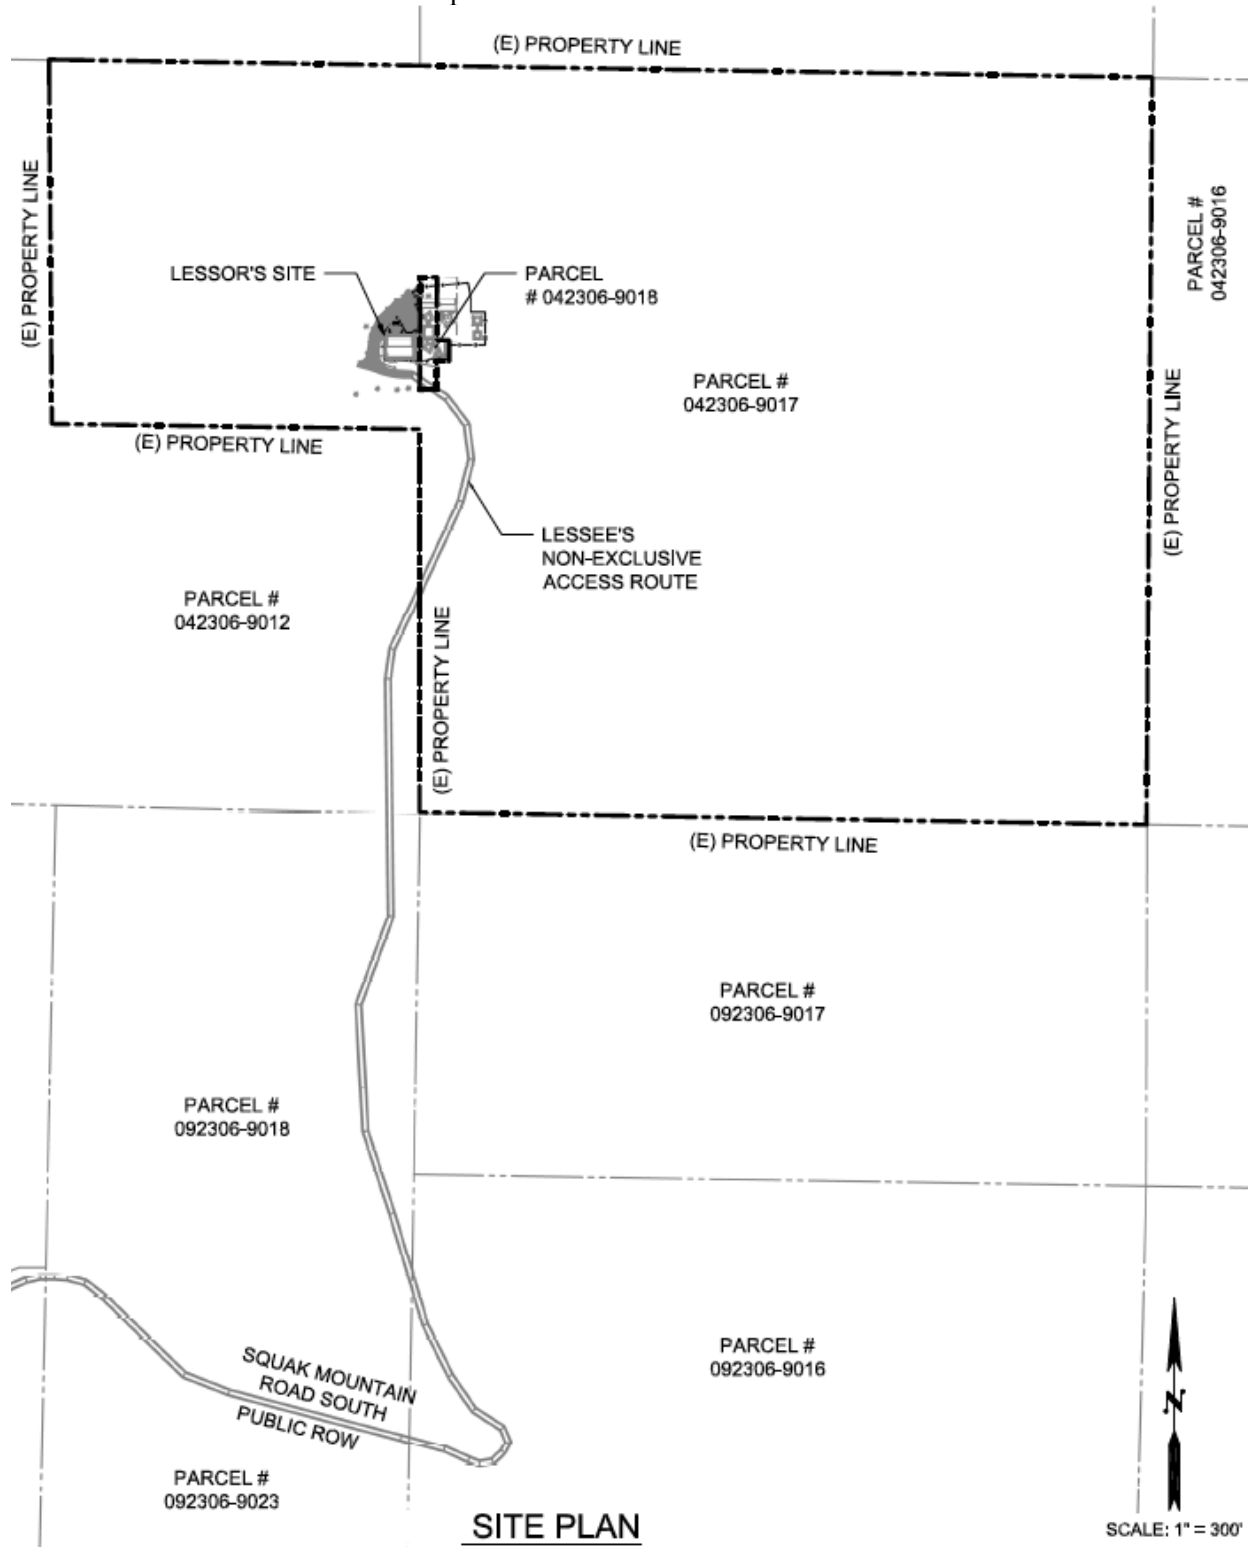 (E) PROPERTY LINE
(E) PROPERTY LINE
PARCEL #
042306-9016
LESSOR'S SITE
PARCEL
# 042306-9018
PARCEL #
042306-9017
(E) PROPERTY LINE
(E) PROPERTY LINE
LESSEE'S
NON-EXCLUSIVE
ACCESS ROUTE
PARCEL #
042306-9012
(E) PROPERTY LINE
(E) PROPERTY LINE
PARCEL #
092306-9017
PARCEL #
092306-9018
PARCEL #
092306-9016
SQUAK MOUNTAIN
ROAD SOUTH
PUBLIC ROW
PARCEL #
092306-9023
N
SITE PLAN
SCALE: 1" = 300'